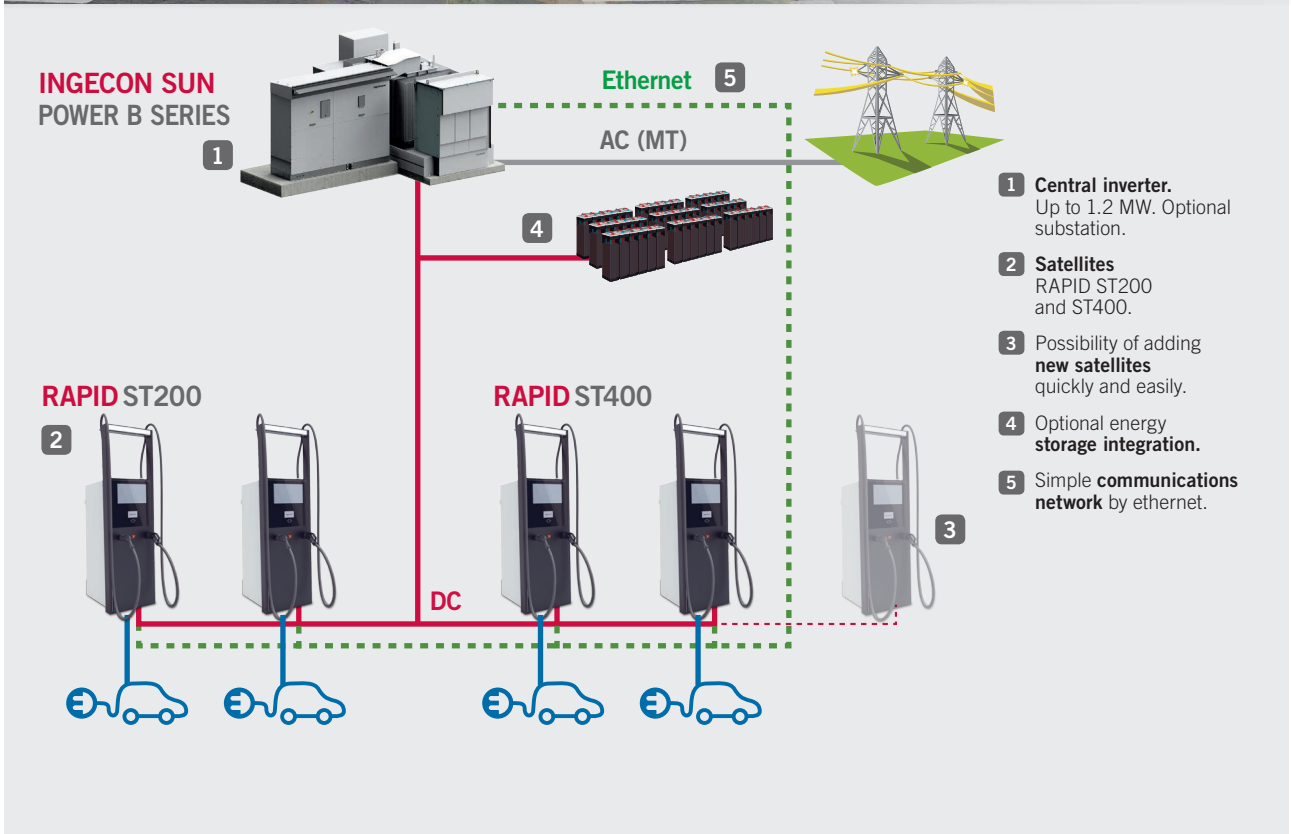 INGECON SUN
POWER B SERIES
1
Ethernet 5
AC (MT)
4
1 Central inverter.
Up to 1.2 MW. Optional
substation.
2 Satellites
RAPID ST200
and ST400.
3 Possibility of adding
new satellites
quickly and easily.
4 Optional energy
storage integration.
5 Simple communications
network by ethernet.
RAPID ST200
2
RAPID ST400
3
DC